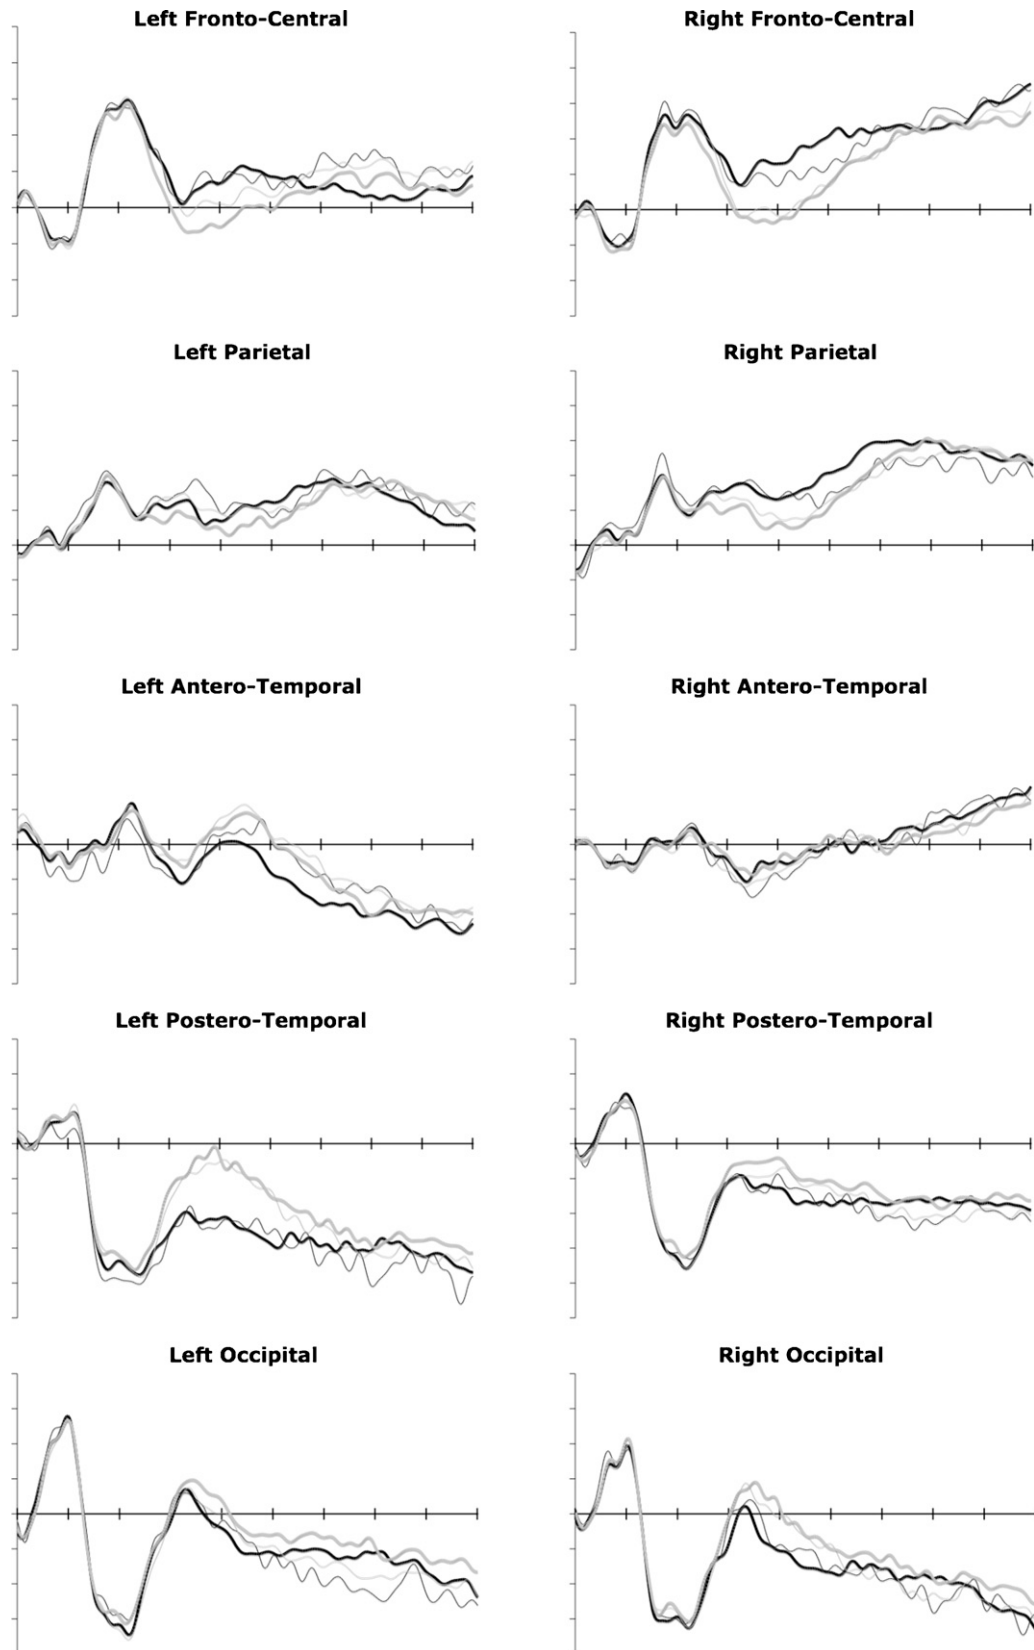 Left Fronto-Central
Right Fronto-Central
Left Parietal
Right Parietal
Left Antero-Temporal
Right Antero-Temporal
Left Postero-Temporal
Right Postero-Temporal
Left Occipital
Right Occipital